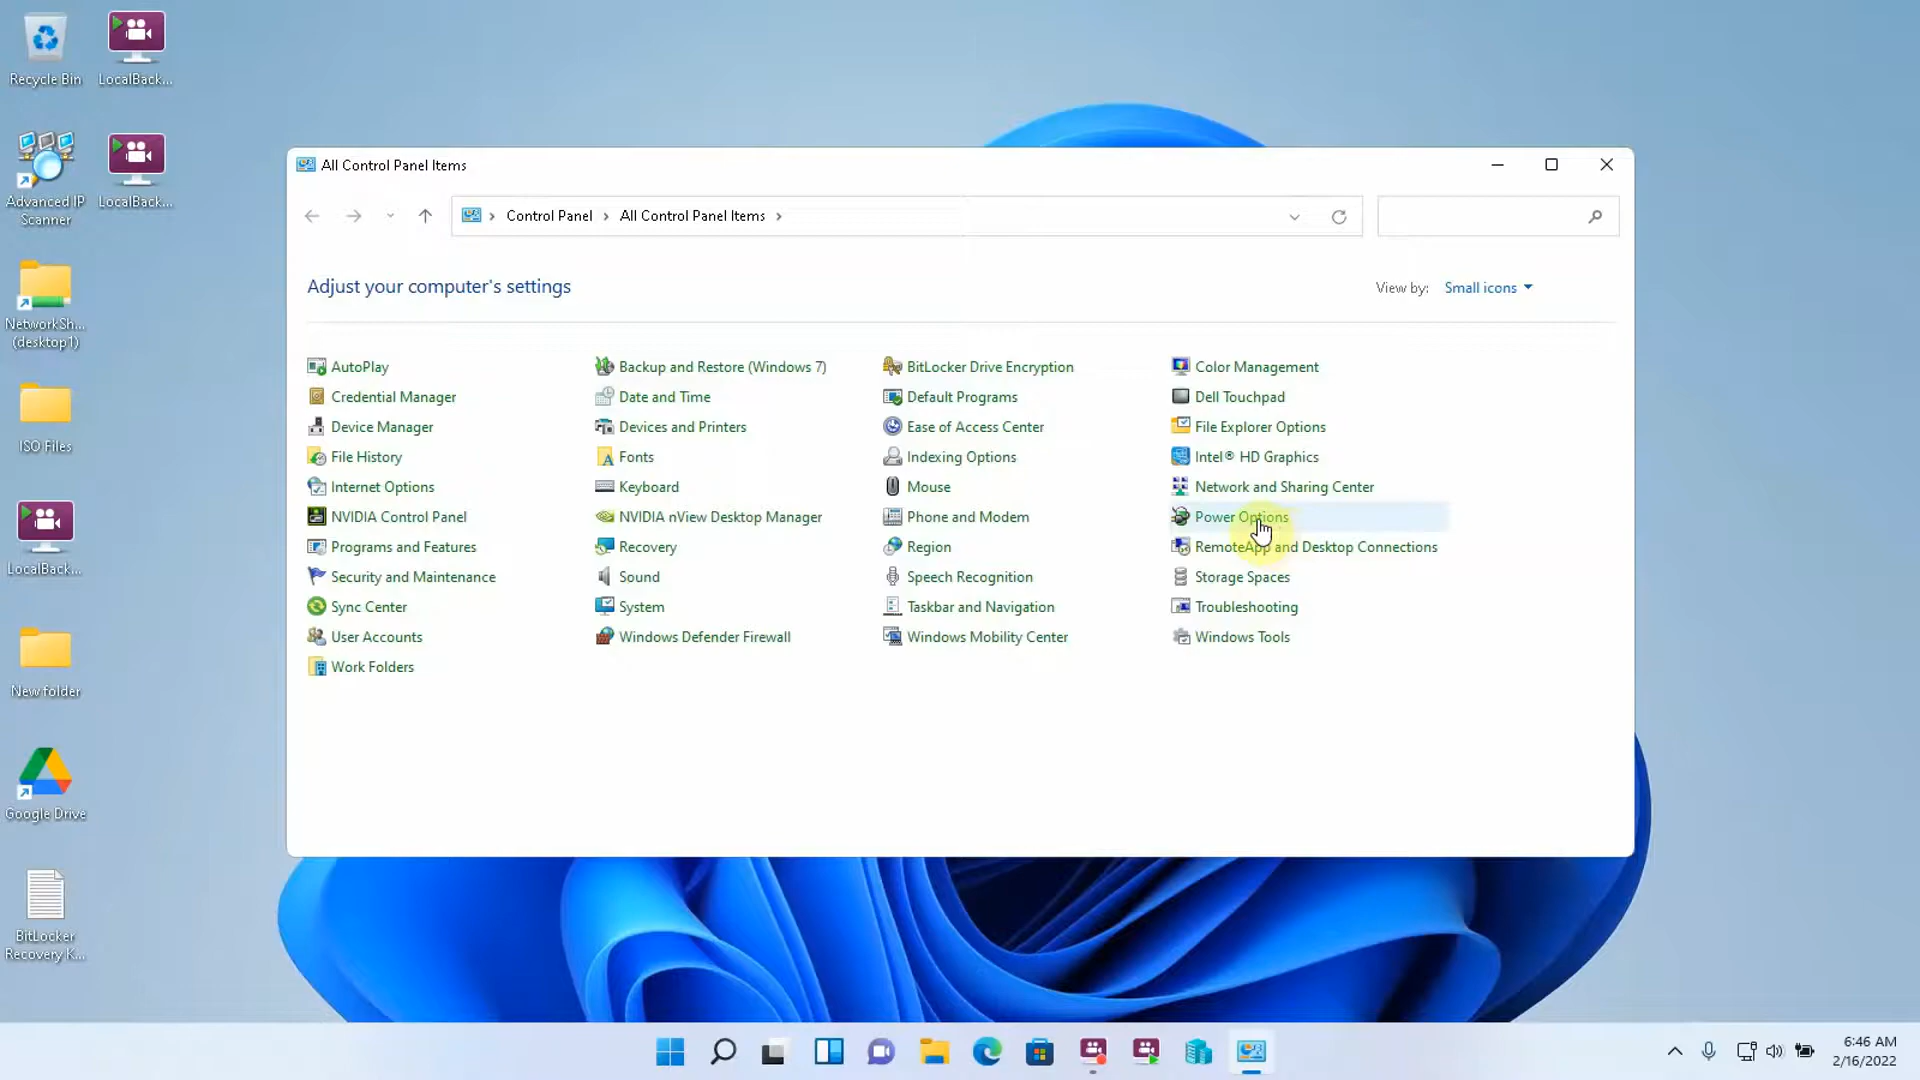 Recycle Bin
LocalBack...
Advanced IP
Scanner
LocalBack...
NetworkSh...
(desktop1)
ISO Files
LocalBack...
New folder
Google Drive
BitLocker
Recovery K...
All Control Panel Items
Control Panel > All Control Panel Items >
Adjust your computer's settings
View by: Small icons
AutoPlay
Backup and Restore (Windows 7)
BitLocker Drive Encryption
Color Management
Credential Manager
Date and Time
Default Programs
Dell Touchpad
Device Manager
Devices and Printers
Ease of Access Center
File Explorer Options
File History
Fonts
Indexing Options
Intel® HD Graphics
Internet Options
Keyboard
Mouse
Network and Sharing Center
NVIDIA Control Panel
NVIDIA nView Desktop Manager
Phone and Modem
Power Options
Programs and Features
Recovery
Region
RemoteApp and Desktop Connections
Security and Maintenance
Sound
Speech Recognition
Storage Spaces
Sync Center
System
Taskbar and Navigation
Troubleshooting
User Accounts
Windows Defender Firewall
Windows Mobility Center
Windows Tools
Work Folders
6:46 AM
2/16/2022